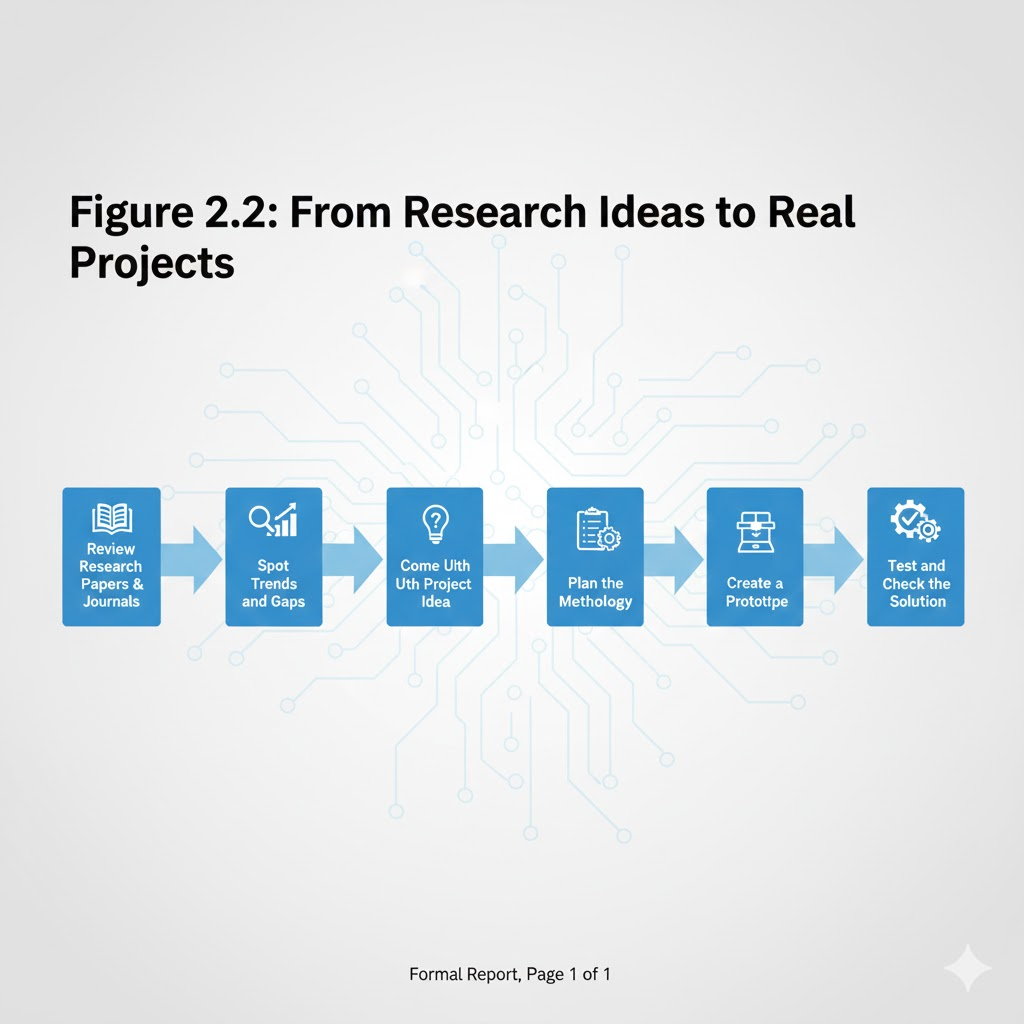 Figure 2.2: From Research Ideas to Real
Projects
Review
Research
Papers &
Journals
Spot
Trends
and Gaps
Come Ulth
Uth Project
Idea
Plan the
Methology
Create a
Prototipe
Test and
Check the
Solution
Formal Report, Page 1 of 1